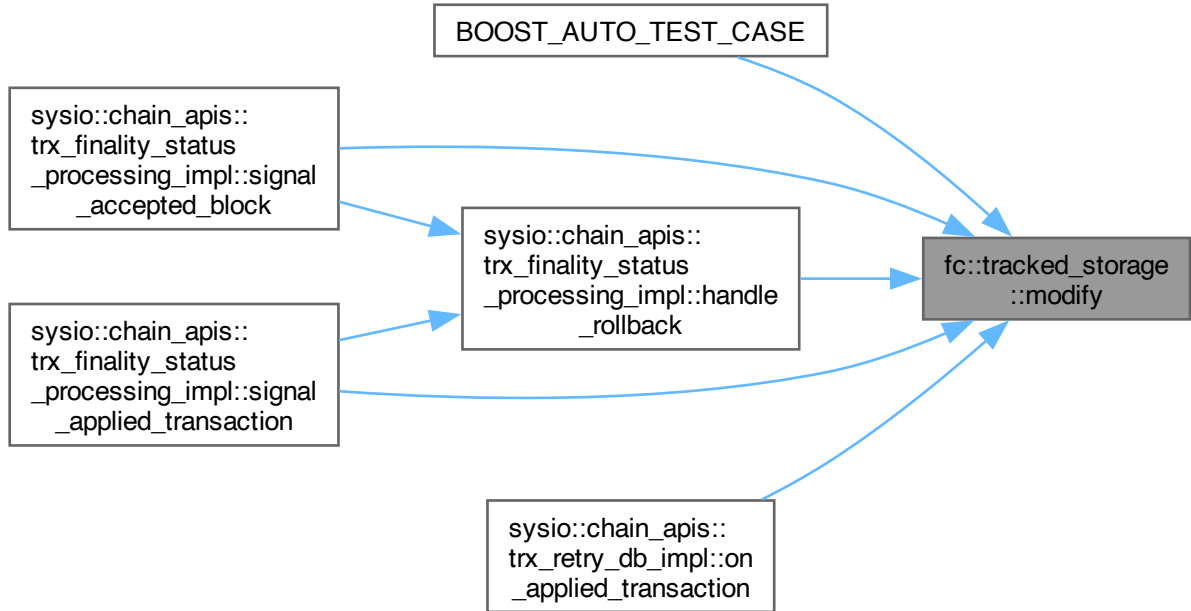 BOOST_AUTO_TEST_CASE
sysio::chain_apis::
trx_finality_status
_processing_impl::signal
_accepted_block
sysio::chain_apis::
trx_finality_status
_processing_impl::handle
_rollback
fc::tracked_storage
::modify
sysio::chain_apis::
trx_finality_status
_processing_impl::signal
_applied_transaction
sysio::chain_apis::
trx_retry_db_impl::on
_applied_transaction